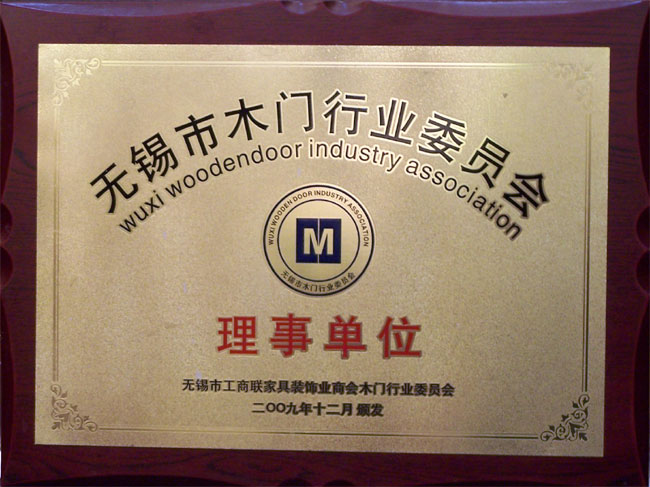 无锡市木门行业委员会
wuxi woodendoor industry association
WUXI WOODEN DOOR INDUSTRY ASSOCIATION
M
无锡市木门行业委员会
理事单位
无锡市工商联家具装饰业商会木门行业委员会
二〇〇九年十二月 颁发